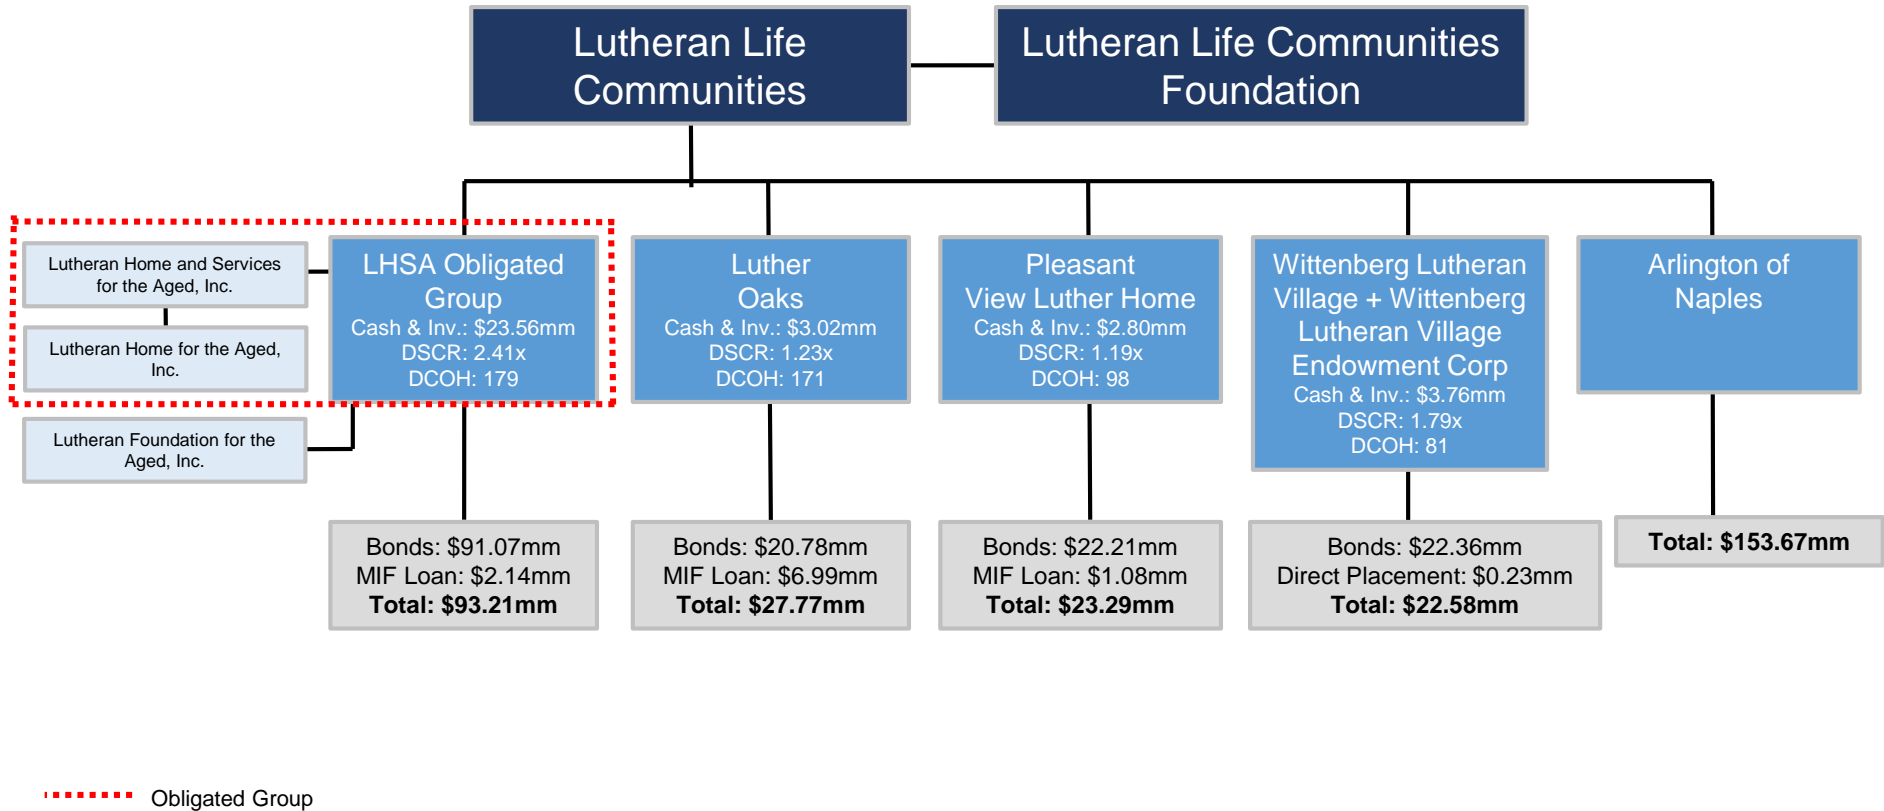 Lutheran Life
Communities
Lutheran Life Communities
Foundation
Lutheran Home and Services
for the Aged, Inc.
Lutheran Home for the Aged,
Inc.
Lutheran Foundation for the
Aged, Inc.
LHSA Obligated
Group
Cash & Inv.: $23.56mm
DSCR: 2.41x
DCOH: 179
Luther
Oaks
Cash & Inv.: $3.02mm
DSCR: 1.23x
DCOH: 171
Pleasant
View Luther Home
Cash & Inv.: $2.80mm
DSCR: 1.19x
DCOH: 98
Wittenberg Lutheran
Village + Wittenberg
Lutheran Village
Endowment Corp
Cash & Inv.: $3.76mm
DSCR: 1.79x
DCOH: 81
Arlington of
Naples
Bonds: $91.07mm
MIF Loan: $2.14mm
Total: $93.21mm
Bonds: $20.78mm
MIF Loan: $6.99mm
Total: $27.77mm
Bonds: $22.21mm
MIF Loan: $1.08mm
Total: $23.29mm
Bonds: $22.36mm
Direct Placement: $0.23mm
Total: $22.58mm
Total: $153.67mm
Obligated Group